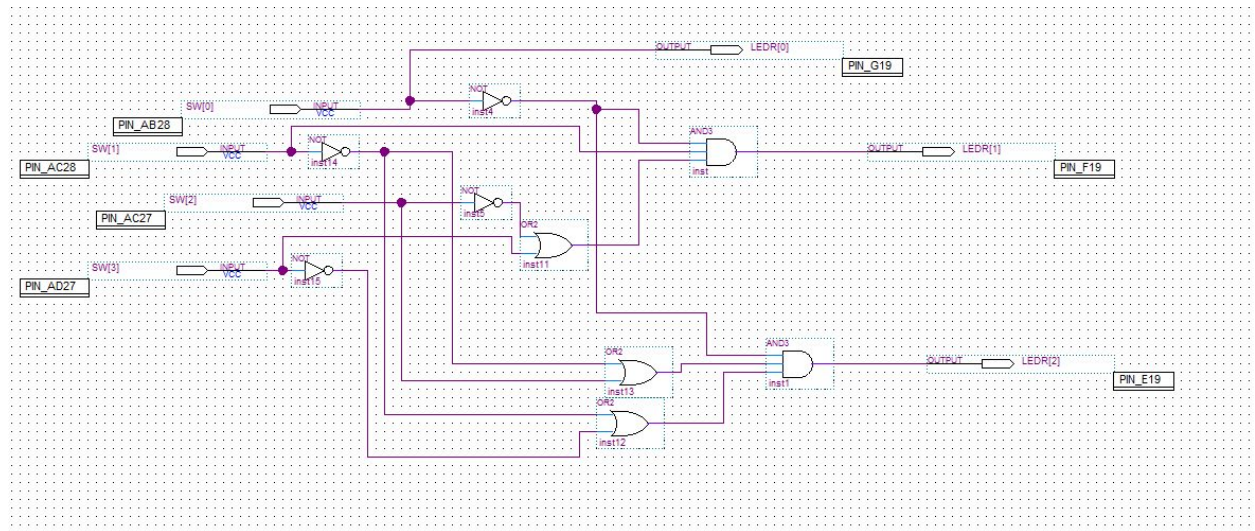 OUTPUT LEDR[0]
PIN_G19
NOT
inst4
SW[0] INPUT
VCC
PIN_AB28
AND3
inst
NOT
inst14
SW[1] INPUT
VCC
PIN_AC28
OUTPUT LEDR[1]
PIN_F19
SW[2] INPUT
VCC
PIN_AC27
NOT
inst5
OR2
inst11
SW[3] INPUT
VCC
PIN_AD27
NOT
inst15
AND3
inst1
OR2
inst13
OUTPUT LEDR[2]
PIN_E19
OR2
inst12